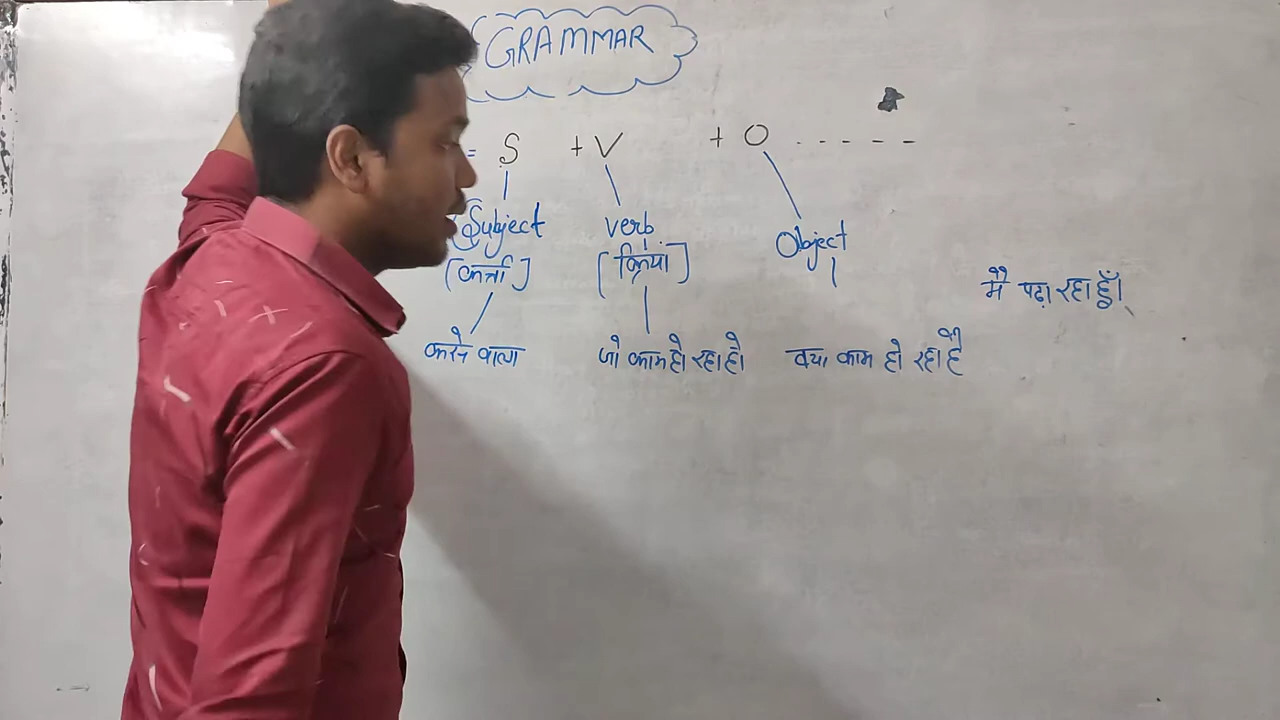 GRAMMAR
= S + V + O . - - - - -
Subject verb Object
[कर्त्ता] [क्रिया]
मै पढ़ा रहा हूँ।
करने वाला जो काम हो रहा हो क्या काम हो रहा है